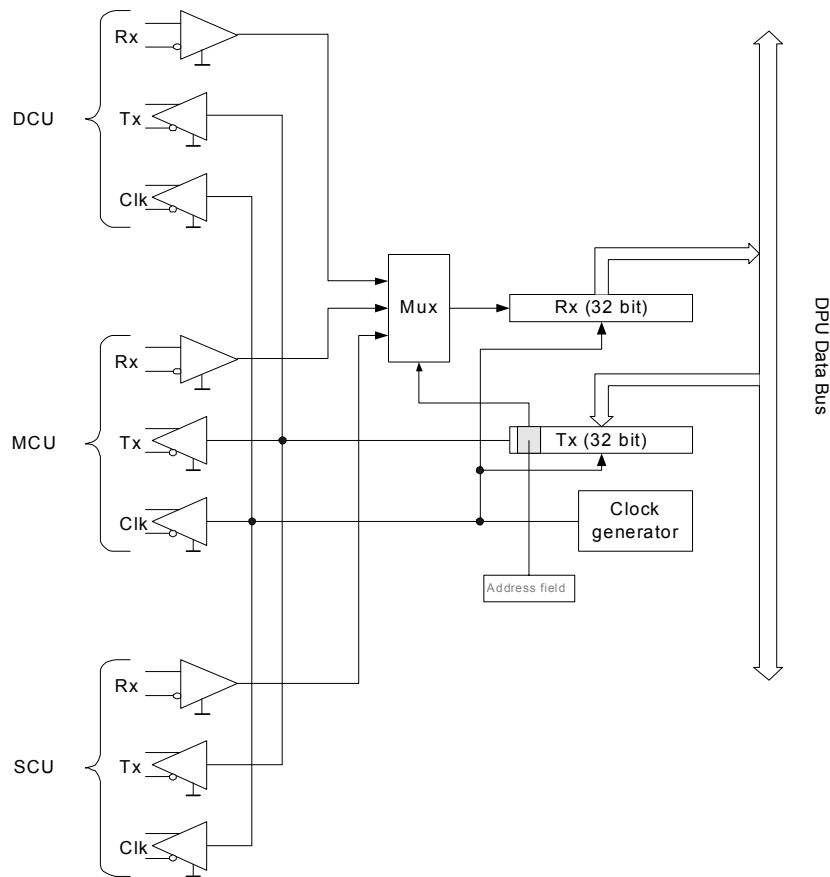 DCU
Rx
Tx
Clk
MCU
Rx
Tx
Clk
SCU
Rx
Tx
Clk
Mux
Rx (32 bit)
Tx (32 bit)
Clock
generator
Address field
DPU Data Bus